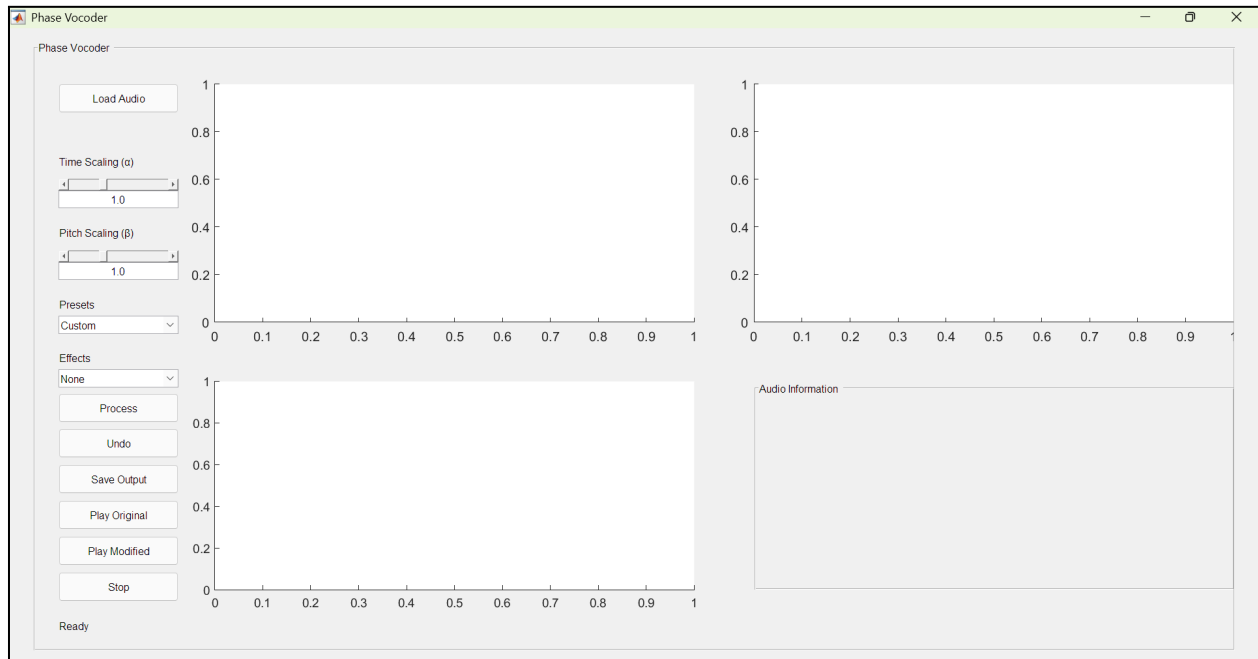 Phase Vocoder
Phase Vocoder
Load Audio
Time Scaling (α)
1.0
Pitch Scaling (β)
1.0
Presets
Custom
Effects
None
Process
Undo
Save Output
Play Original
Play Modified
Stop
Ready
1
0.8
0.6
0.4
0.2
0
0 0.1 0.2 0.3 0.4 0.5 0.6 0.7 0.8 0.9 1
1
0.8
0.6
0.4
0.2
0
0 0.1 0.2 0.3 0.4 0.5 0.6 0.7 0.8 0.9 1
1
0.8
0.6
0.4
0.2
0
0 0.1 0.2 0.3 0.4 0.5 0.6 0.7 0.8 0.9 1
Audio Information